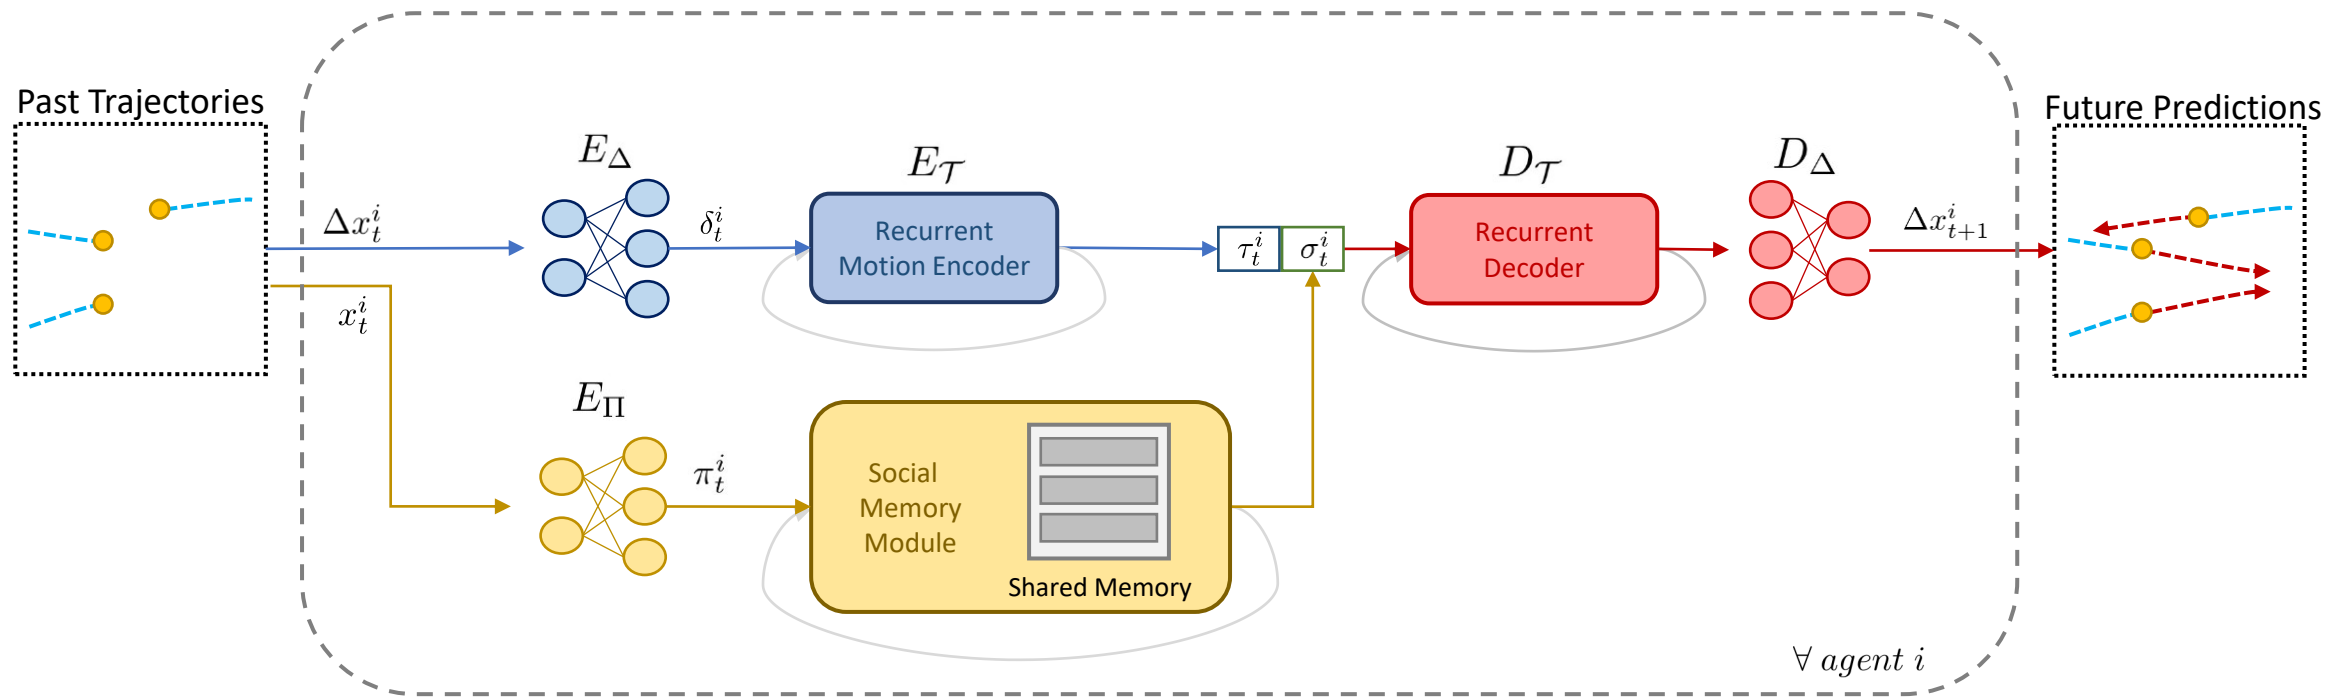 Past Trajectories
Future Predictions
E_Δ
E_𝒯
D_𝒯
D_Δ
Δx_t^i
δ_t^i
Recurrent
Motion Encoder
τ_t^i
σ_t^i
Recurrent
Decoder
Δx_{t+1}^i
x_t^i
E_Π
π_t^i
Social
Memory
Module
Shared Memory
∀ agent i